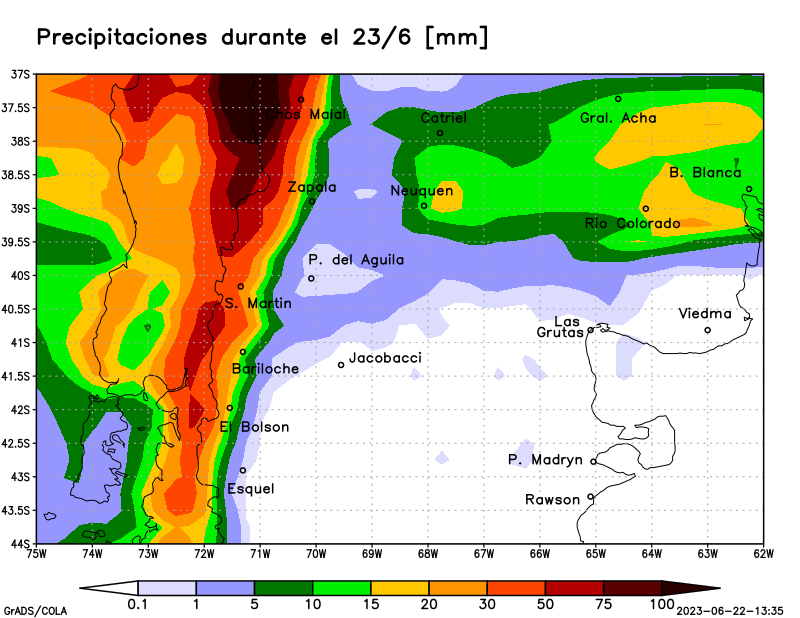 Precipitaciones durante el 23/6 [mm]
37S
37.5S
38S
38.5S
39S
39.5S
40S
40.5S
41S
41.5S
42S
42.5S
43S
43.5S
44S
Chos Malal
Catriel
Gral. Acha
B. Blanca
Zapala
Neuquen
Rio Colorado
P. del Aguila
S. Martin
Viedma
Las
Grutas
Jacobacci
Bariloche
El Bolson
P. Madryn
Esquel
Rawson
75W 74W 73W 72W 71W 70W 69W 68W 67W 66W 65W 64W 63W 62W
0.1 1 5 10 15 20 30 50 75 100
GrADS/COLA
2023-06-22-13:35